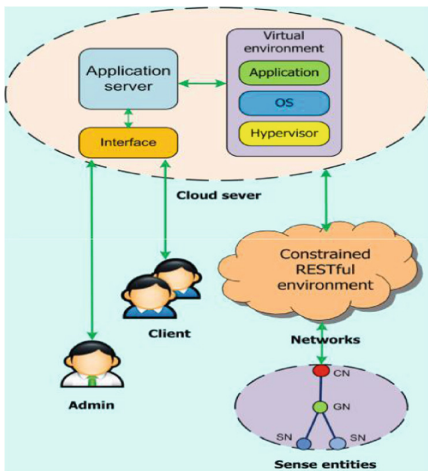 Virtual
environment
Application
server
Application
OS
Hypervisor
Interface
Cloud sever
Constrained
RESTful
environment
Client
Networks
Admin
CN
GN
SN
SN
Sense entities